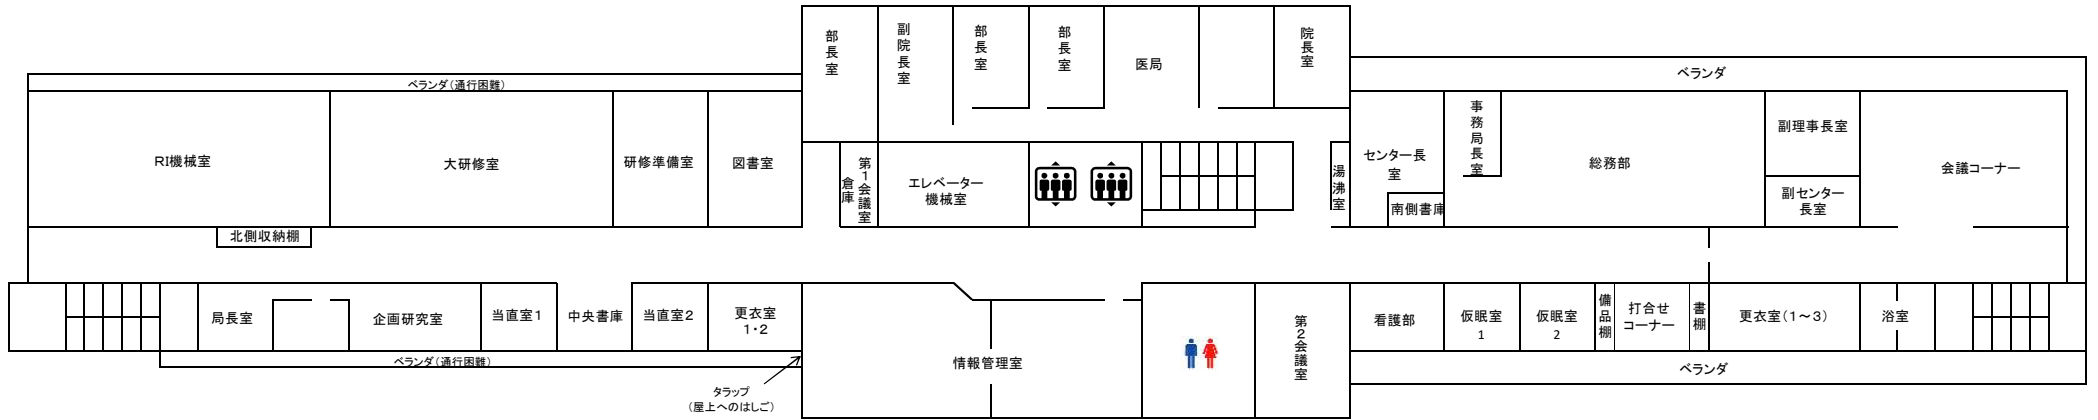 部長室
副院長室
部長室
部長室
医局
院長室
ベランダ（通行困難）
ベランダ
RI機械室
大研修室
研修準備室
図書室
倉庫
第１会議室
エレベーター
機械室
湯沸室
センター長
室
南側書庫
事務局長室
総務部
副理事長室
副センター
長室
会議コーナー
北側収納棚
局長室
企画研究室
当直室１
中央書庫
当直室２
更衣室
１・２
情報管理室
第２会議室
看護部
仮眠室
1
仮眠室
2
備品棚
打合せ
コーナー
書棚
更衣室（１～３）
浴室
ベランダ（通行困難）
ベランダ
タラップ
（屋上へのはしご）